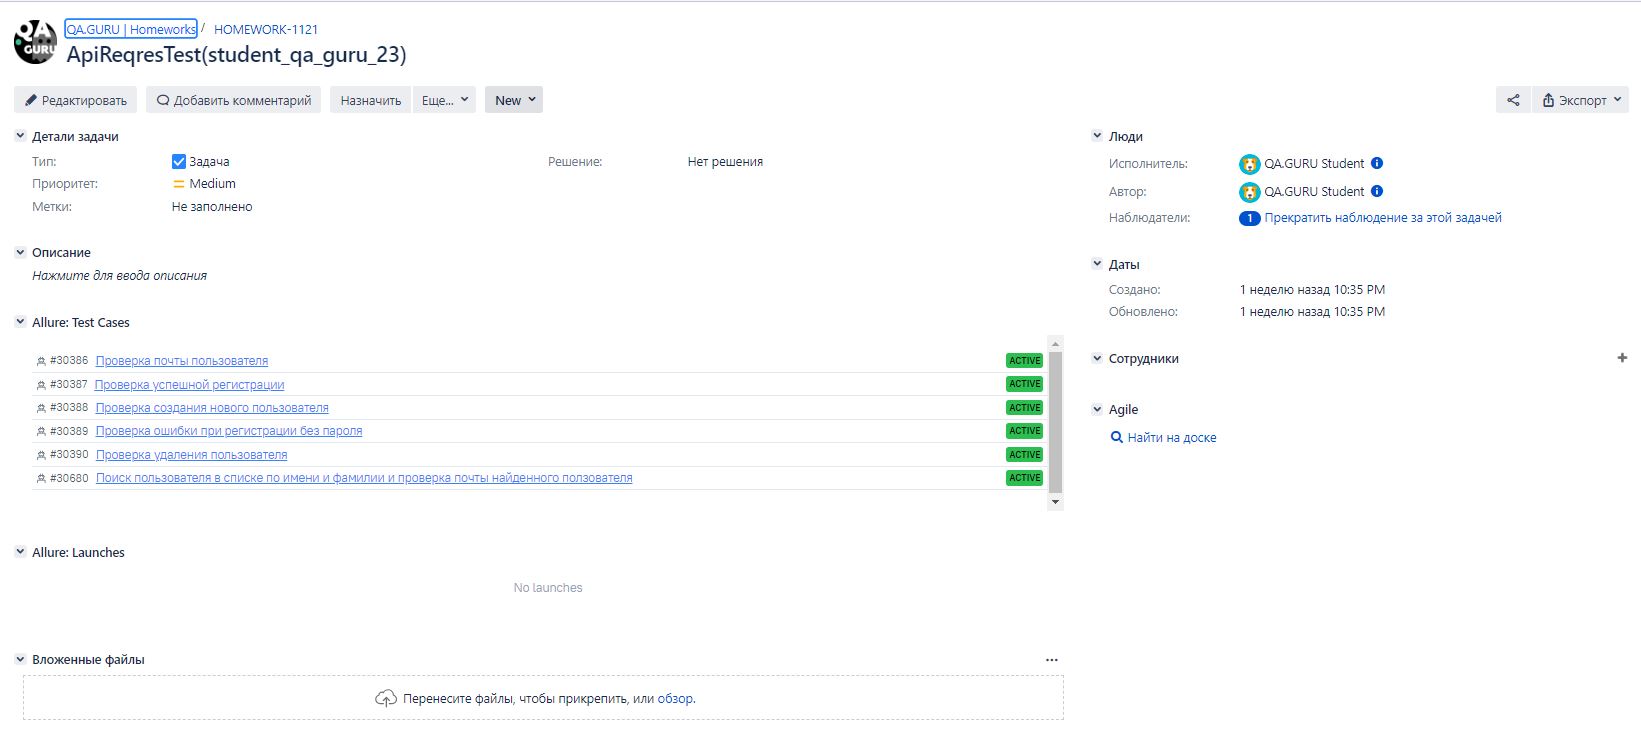 QA GURU
QA.GURU | Homeworks / HOMEWORK-1121
ApiReqresTest(student_qa_guru_23)
Редактировать Добавить комментарий Назначить Еще... New Экспорт
Детали задачи
Тип: Задача Решение: Нет решения
Приоритет: Medium
Метки: Не заполнено
Описание
Нажмите для ввода описания
Allure: Test Cases
#30386 Проверка почты пользователя ACTIVE
#30387 Проверка успешной регистрации ACTIVE
#30388 Проверка создания нового пользователя ACTIVE
#30389 Проверка ошибки при регистрации без пароля ACTIVE
#30390 Проверка удаления пользователя ACTIVE
#30680 Поиск пользователя в списке по имени и фамилии и проверка почты найденного ползователя ACTIVE
Allure: Launches
No launches
Вложенные файлы ...
Перенесите файлы, чтобы прикрепить, или обзор.
Люди
Исполнитель: QA.GURU Student
Автор: QA.GURU Student
Наблюдатели: 1 Прекратить наблюдение за этой задачей
Даты
Создано: 1 неделю назад 10:35 PM
Обновлено: 1 неделю назад 10:35 PM
Сотрудники
Agile
Найти на доске